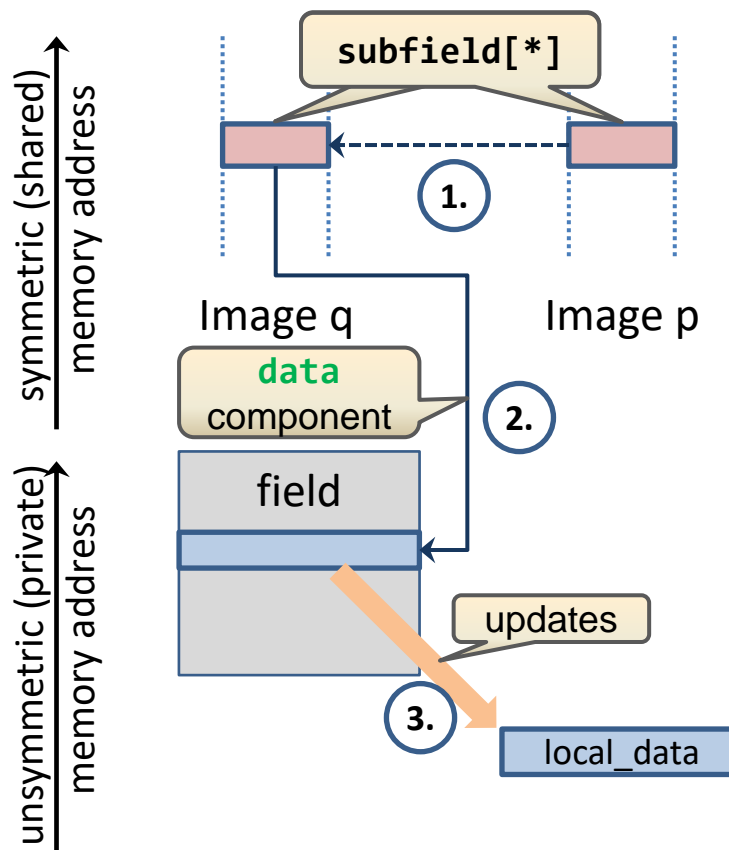 subfield[*]
symmetric (shared)
memory address
1.
Image q
Image p
data
component
2.
unsymmetric (private)
memory address
field
updates
3.
local_data